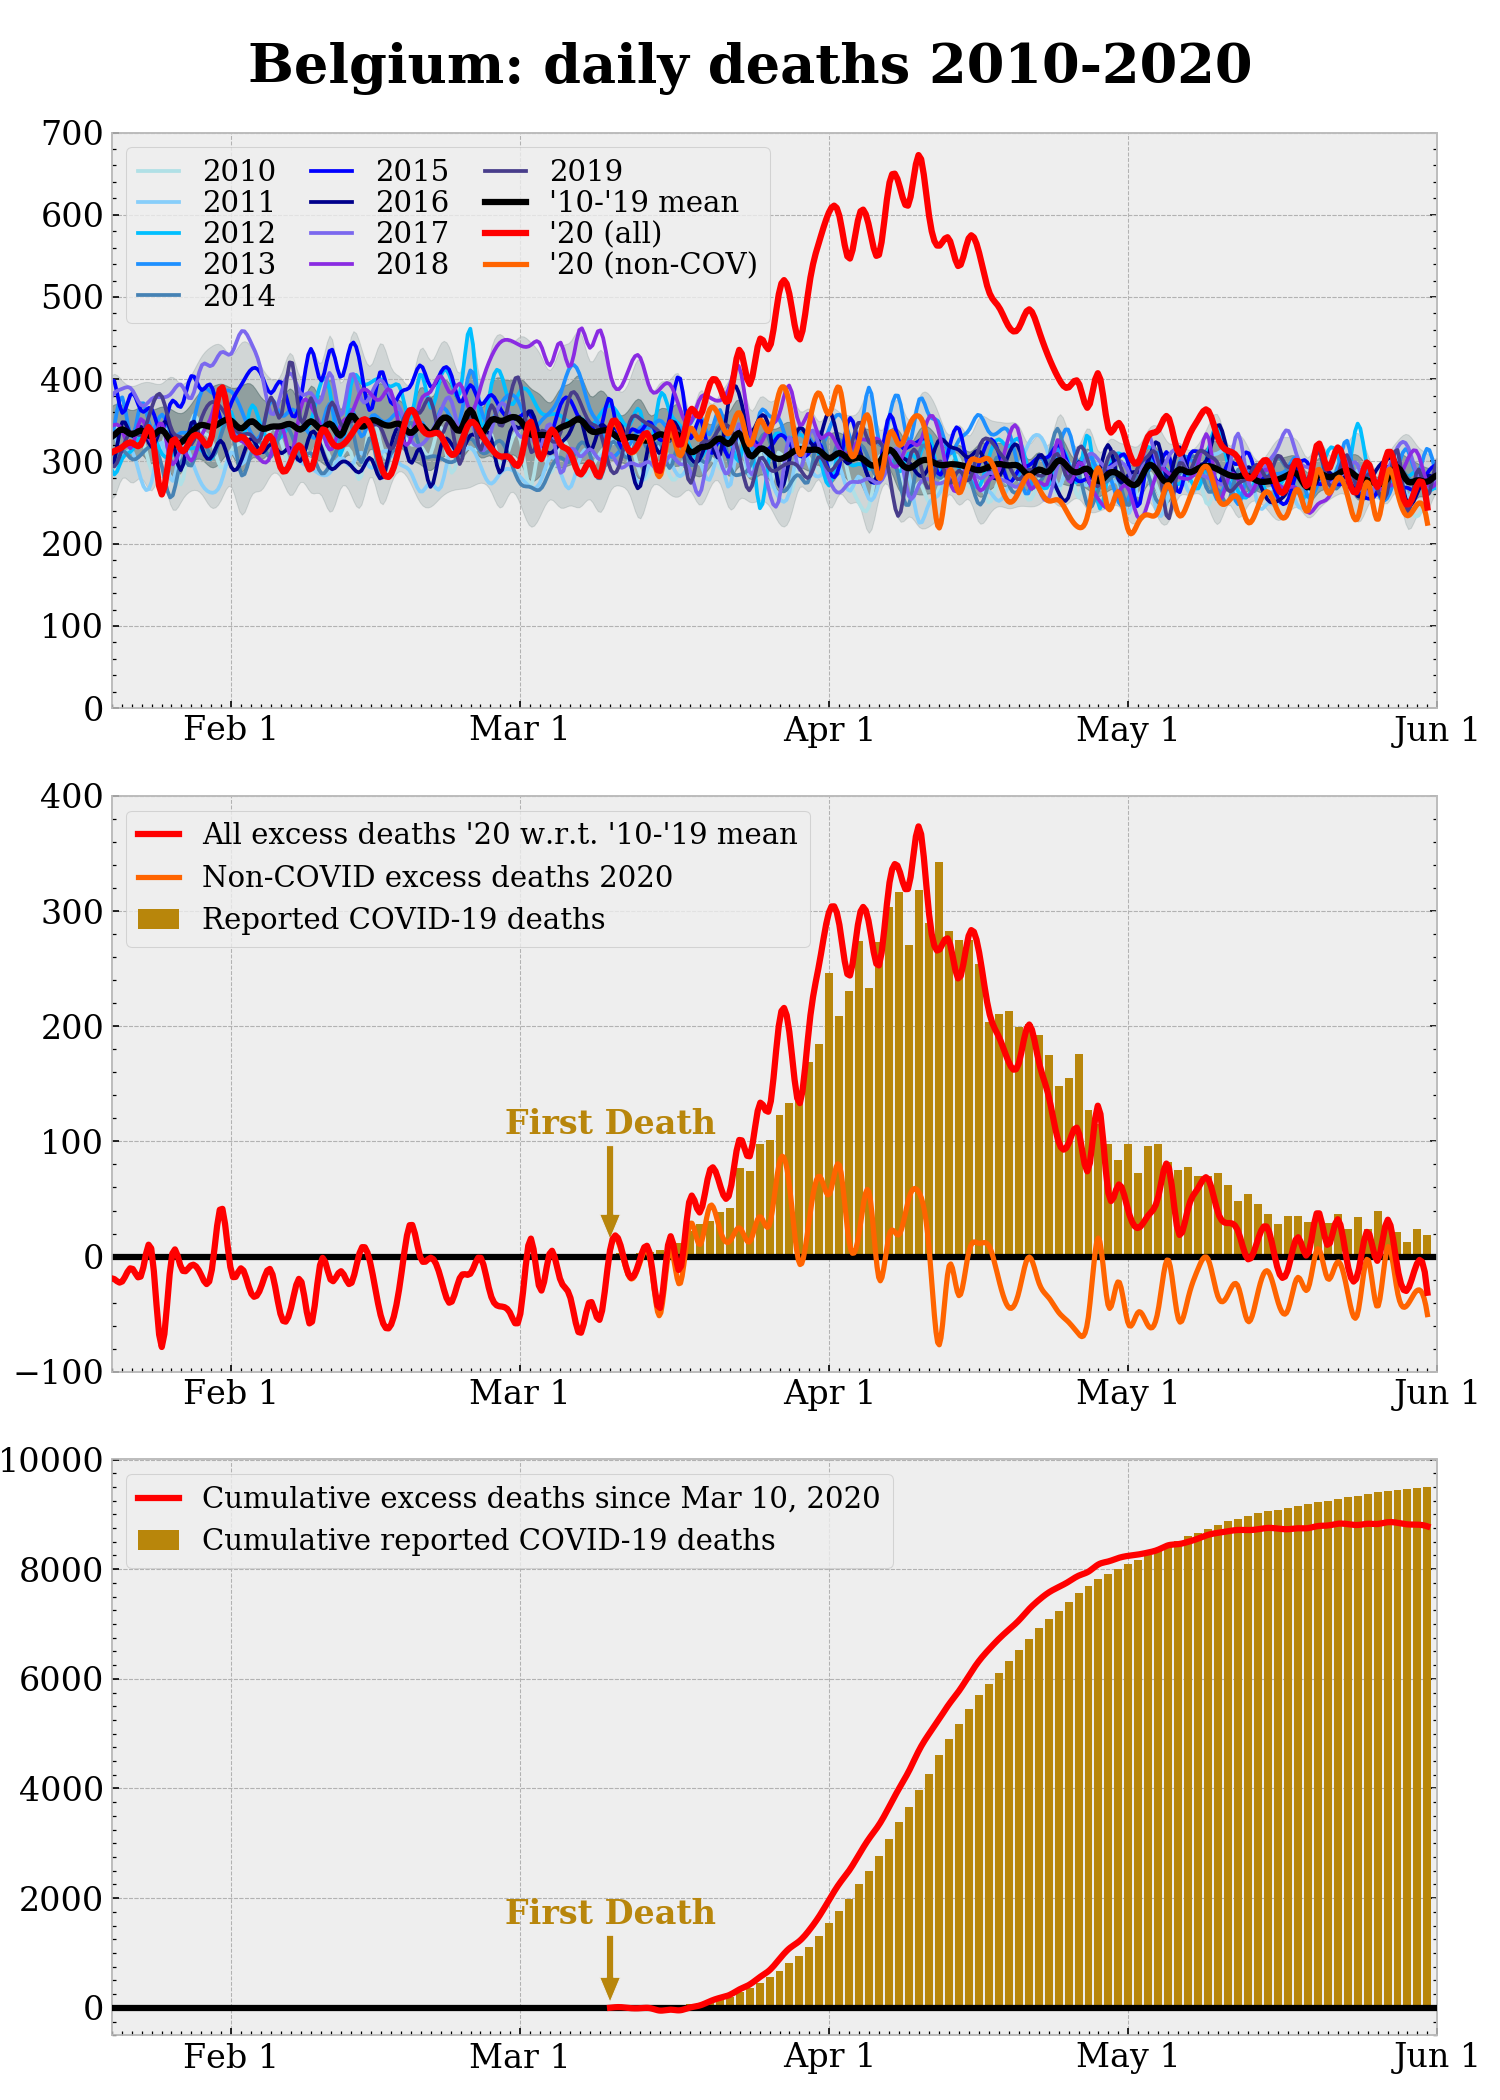 Belgium: daily deaths 2010-2020
700
600
500
400
300
200
100
0
2010
2011
2012
2013
2014
2015
2016
2017
2018
2019
'10-'19 mean
'20 (all)
'20 (non-COV)
Feb 1
Mar 1
Apr 1
May 1
Jun 1
400
300
200
100
0
−100
All excess deaths '20 w.r.t. '10-'19 mean
Non-COVID excess deaths 2020
Reported COVID-19 deaths
First Death
Feb 1
Mar 1
Apr 1
May 1
Jun 1
10000
8000
6000
4000
2000
0
Cumulative excess deaths since Mar 10, 2020
Cumulative reported COVID-19 deaths
First Death
Feb 1
Mar 1
Apr 1
May 1
Jun 1